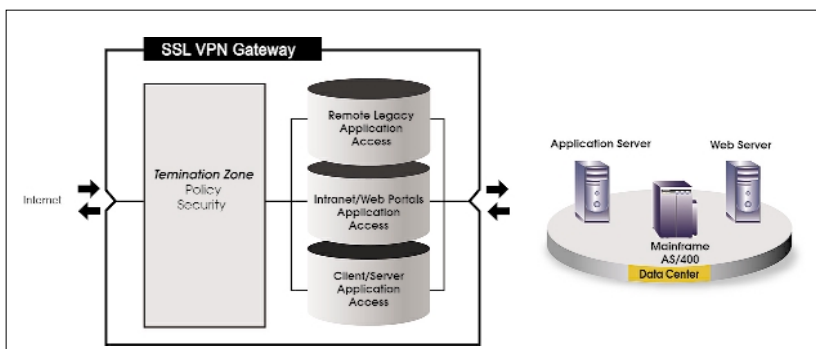 SSL VPN Gateway
Internet
Temination Zone
Policy
Security
Remote Legacy
Application
Access
Intranet/Web Portals
Application
Access
Client/Server
Application
Access
Application Server
Web Server
Mainframe
AS/400
Data Center